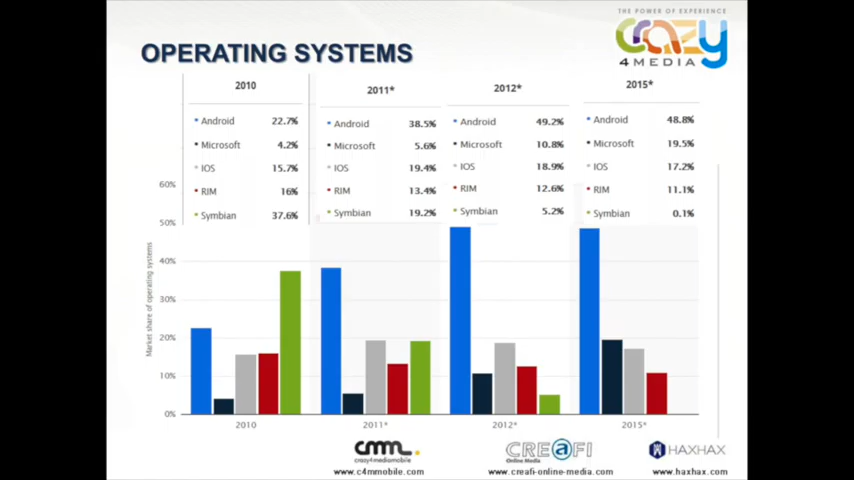 THE POWER OF EXPERIENCE
crazy
4 MEDIA
OPERATING SYSTEMS
2010
Android 22.7%
Microsoft 4.2%
IOS 15.7%
RIM 16%
Symbian 37.6%
2011*
Android 38.5%
Microsoft 5.6%
IOS 19.4%
RIM 13.4%
Symbian 19.2%
2012*
Android 49.2%
Microsoft 10.8%
IOS 18.9%
RIM 12.6%
Symbian 5.2%
2015*
Android 48.8%
Microsoft 19.5%
IOS 17.2%
RIM 11.1%
Symbian 0.1%
Market share of operating systems
60%
50%
40%
30%
20%
10%
0%
2010 2011* 2012* 2015*
cmm.
crazy4mediamobile
www.c4mmobile.com
CREafi
Online Media
www.creafi-online-media.com
HAXHAX
www.haxhax.com